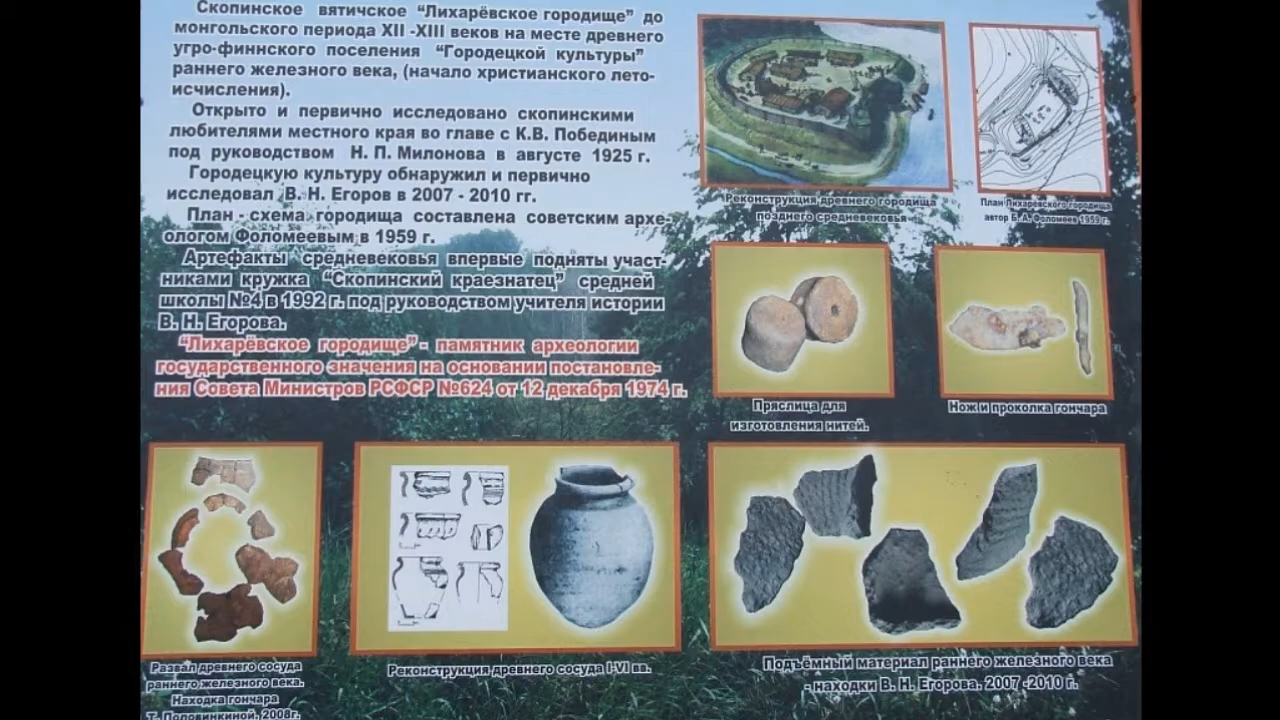 Скопинское вятичское “Лихарёвское городище” до
монгольского периода XII -XIII веков на месте древнего
угро-финнского поселения “Городецкой культуры”
раннего железного века, (начало христианского лето-
исчисления).
Открыто и первично исследовано скопинскими
любителями местного края во главе с К.В. Побединым
под руководством Н. П. Милонова в августе 1925 г.
Городецкую культуру обнаружил и первично
исследовал В. Н. Егоров в 2007 - 2010 гг.
План - схема городища составлена советским архе-
ологом Фоломеевым в 1959 г.
Артефакты средневековья впервые подняты участ-
никами кружка “Скопинский краезнатец” средней
школы №4 в 1992 г. под руководством учителя истории
В. Н. Егорова.
“Лихарёвское городище” - памятник археологии
государственного значения на основании постановле-
ния Совета Министров РСФСР №624 от 12 декабря 1974 г.
Реконструкция древнего городища
позднего средневековья
План Лихарёвского городища
автор Б. А. Фоломеев 1959 г.
Пряслица для
изготовления нитей.
Нож и проколка гончара
Развал древнего сосуда
раннего железного века.
Находка гончара
Т. Половинкиной, 2008г.
Реконструкция древнего сосуда I-VI вв.
Подъёмный материал раннего железного века
- находки В. Н. Егорова. 2007 -2010 г.